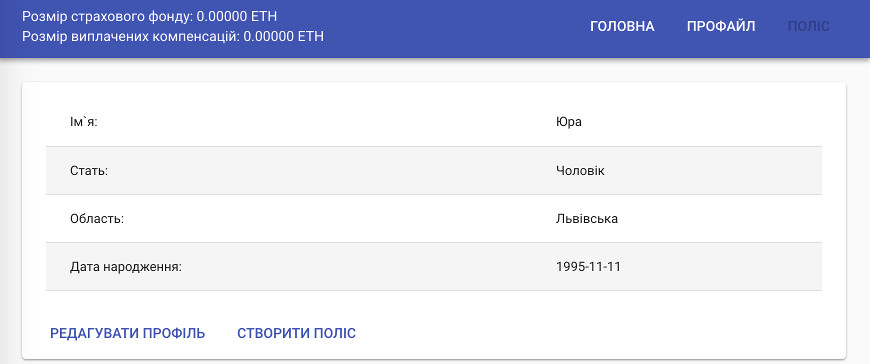 Розмір страхового фонду: 0.00000 ETH
Розмір виплачених компенсацій: 0.00000 ETH
ГОЛОВНА ПРОФАЙЛ ПОЛІС
Ім`я: Юра
Стать: Чоловік
Область: Львівська
Дата народження: 1995-11-11
РЕДАГУВАТИ ПРОФІЛЬ СТВОРИТИ ПОЛІС